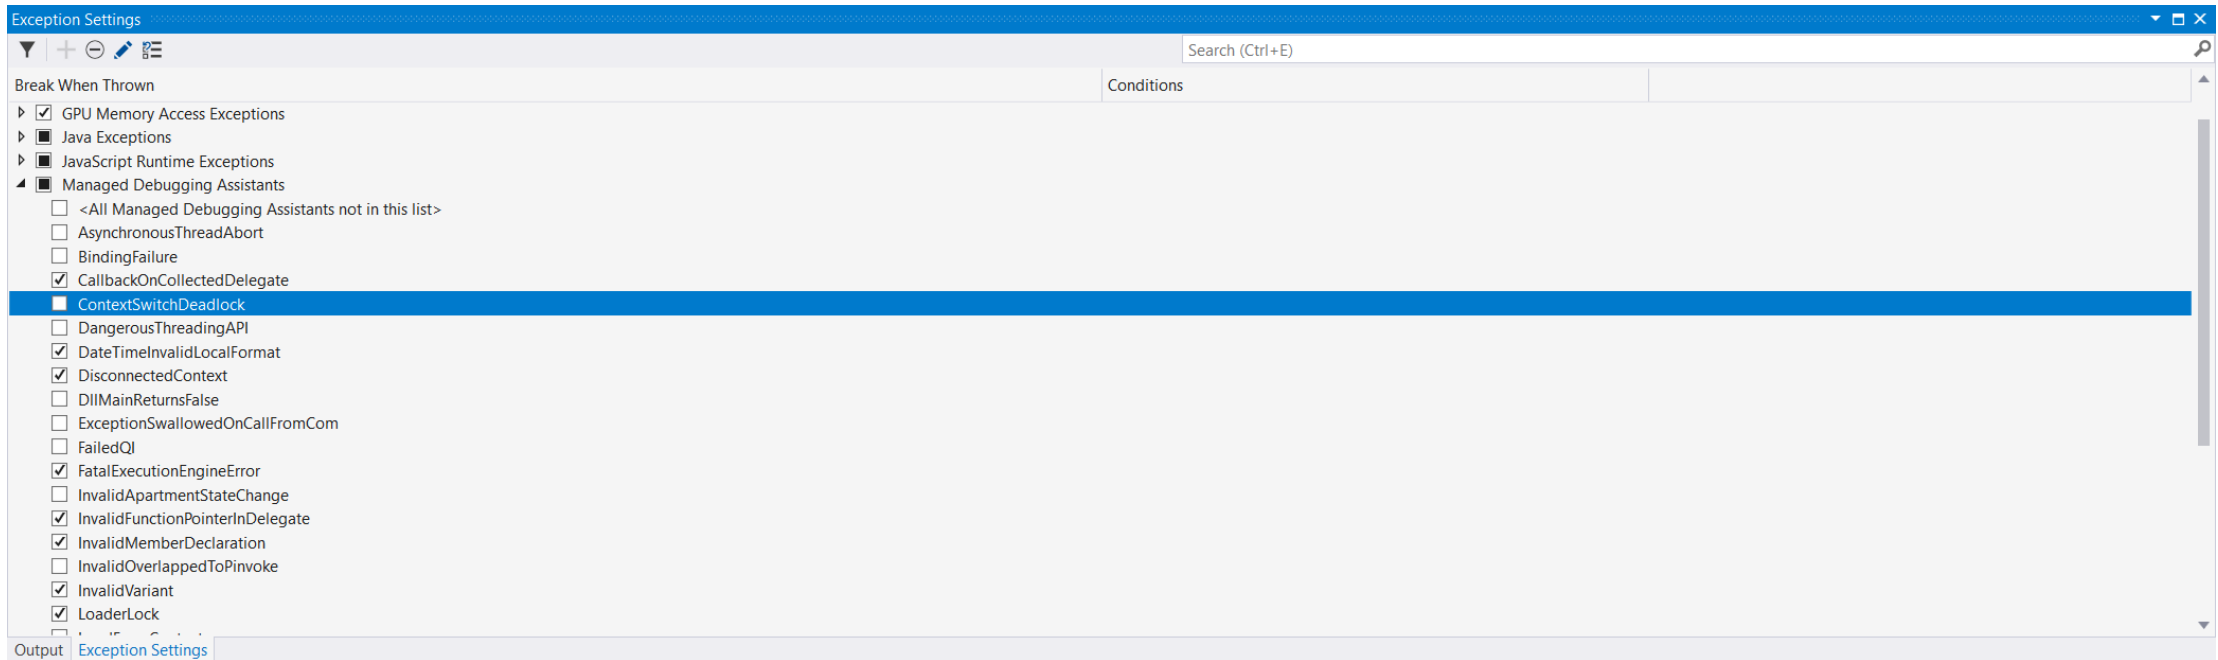 Exception Settings
Search (Ctrl+E)
Break When Thrown Conditions
GPU Memory Access Exceptions
Java Exceptions
JavaScript Runtime Exceptions
Managed Debugging Assistants
<All Managed Debugging Assistants not in this list>
AsynchronousThreadAbort
BindingFailure
CallbackOnCollectedDelegate
ContextSwitchDeadlock
DangerousThreadingAPI
DateTimeInvalidLocalFormat
DisconnectedContext
DllMainReturnsFalse
ExceptionSwallowedOnCallFromCom
FailedQI
FatalExecutionEngineError
InvalidApartmentStateChange
InvalidFunctionPointerInDelegate
InvalidMemberDeclaration
InvalidOverlappedToPinvoke
InvalidVariant
LoaderLock
Output Exception Settings